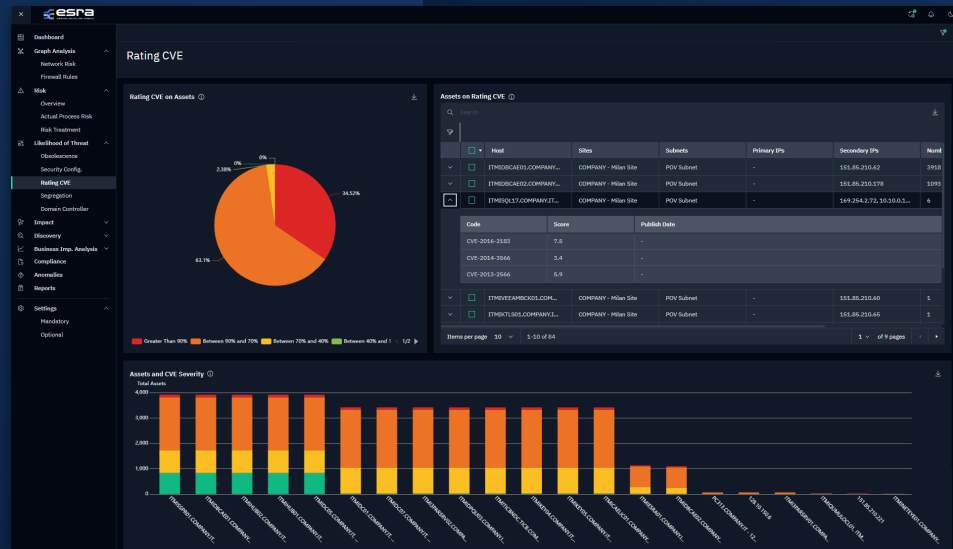 esra
Dashboard
Graph Analysis
Network Risk
Firewall Rules
Risk
Overview
Actual Process Risk
Risk Treatment
Likelihood of Threat
Obsolescence
Security Config.
Rating CVE
Segregation
Domain Controller
Impact
Discovery
Business Imp. Analysis
Compliance
Anomalies
Reports
Settings
Mandatory
Optional
Rating CVE
Rating CVE on Assets
0%
0%
2.38%
34.52%
63.1%
Greater Than 90% Between 90% and 70% Between 70% and 40% Between 40% and 1 1/2
Assets on Rating CVE
Search
Host Sites Subnets Primary IPs Secondary IPs Numb
ITMIDBCAE01.COMPANY... COMPANY - Milan Site POV Subnet - 151.85.210.62 3918
ITMIDBCAE02.COMPANY... COMPANY - Milan Site POV Subnet - 151.85.210.178 1093
ITMISQL17.COMPANY.IT... COMPANY - Milan Site POV Subnet - 169.254.2.72, 10.10.0.1... 6
Code Score Publish Date
CVE-2016-2183 7.5 -
CVE-2014-3566 3.4 -
CVE-2013-2566 5.9 -
ITMIVEEAMBCK01.COM... COMPANY - Milan Site POV Subnet - 151.85.210.60 1
ITMIKTLS01.COMPANY.I... COMPANY - Milan Site POV Subnet - 151.85.210.65 1
Items per page 10 1-10 of 84 1 of 9 pages
Assets and CVE Severity
Total Assets
4,000
3,000
2,000
1,000
0
128.10.150.6
151.85.210.221